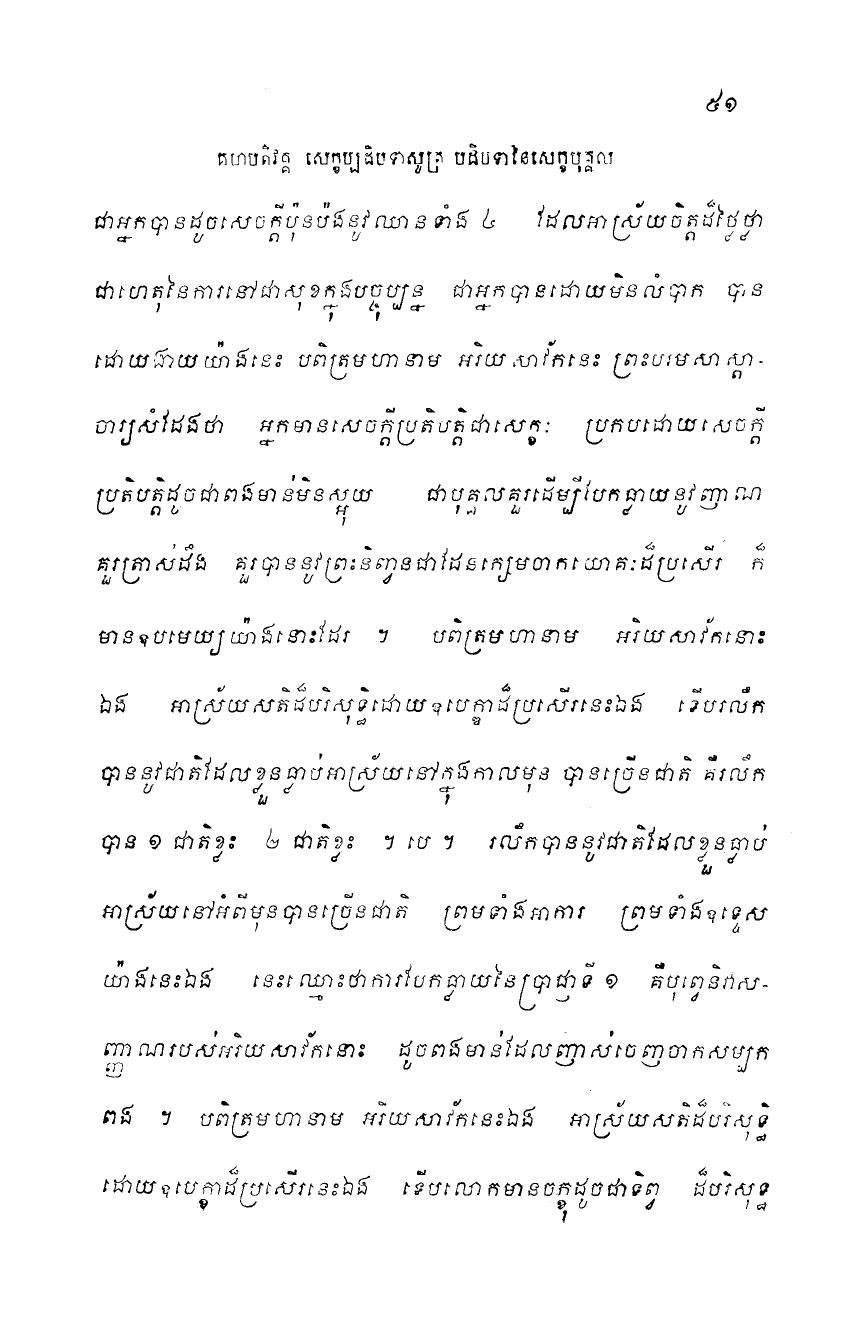 ៥១
គហបតិវគ្គ សេក្ខប្បដិបទាសូត្រ បដិបទានៃសេក្ខបុគ្គល
ជាអ្នកបានដូចសេចក្តីប៉ុនប៉ងនូវឈានទាំង ៤ ដែលអាស្រ័យចិត្តដ៏ថ្លៃថ្លា
ជាហេតុនៃការនៅជាសុខក្នុងបច្ចុប្បន្ន ជាអ្នកបានដោយមិនលំបាក បាន
ដោយងាយយ៉ាងនេះ បពិត្រមហានាម អរិយសាវ័កនេះ ព្រះបរមសាស្តា-
ចារ្យសំដែងថា អ្នកមានសេចក្តីប្រតិបត្តិជាសេក្ខៈ ប្រកបដោយសេចក្តី
ប្រតិបត្តិដូចជាពងមាន់មិនស្អុយ ជាបុគ្គលគួរដើម្បីបែកធ្លាយនូវញាណ
គួរត្រាស់ដឹង គួរបាននូវព្រះនិញ្វនជាដែនក្សេមចាកយោគៈដ៏ប្រសើរ ក៏
មានឧបមេយ្យយ៉ាងនោះដែរ ។ បពិត្រមហានាម អរិយសាវ័កនោះ
ឯង អាស្រ័យសតិដ៏បរិសុទ្ធិដោយឧបេក្ខាដ៏ប្រសើរនេះឯង ទើបរលឹក
បាននូវជាតិដែលខ្លួនធ្លាប់អាស្រ័យនៅក្នុងកាលមុន បានច្រើនជាតិ គឺរលឹក
បាន ១ ជាតិខ្លះ ២ ជាតិខ្លះ ។ បេ ។ រលឹកបាននូវជាតិដែលខ្លួនធ្លាប់
អាស្រ័យនៅអំពីមុនបានច្រើនជាតិ ព្រមទាំងអាការ ព្រមទាំងឧទ្ទេស
យ៉ាងនេះឯង នេះឈ្មោះថាការបែកធ្លាយនៃប្រាជ្ញាទី ១ គឺបុព្វេនិវាស-
ញ្ញាណរបស់អរិយសាវ័កនោះ ដូចពងមាន់ដែលញាស់ចេញចាកសម្បក
ពង ។ បពិត្រមហានាម អរិយសាវ័កនេះឯង អាស្រ័យសតិដ៏បរិសុទ្ធិ
ដោយឧបេក្ខាដ៏ប្រសើរនេះឯង ទើបលោកមានចក្ខុដូចជាទិព្វ ដ៏បរិសុទ្ធ